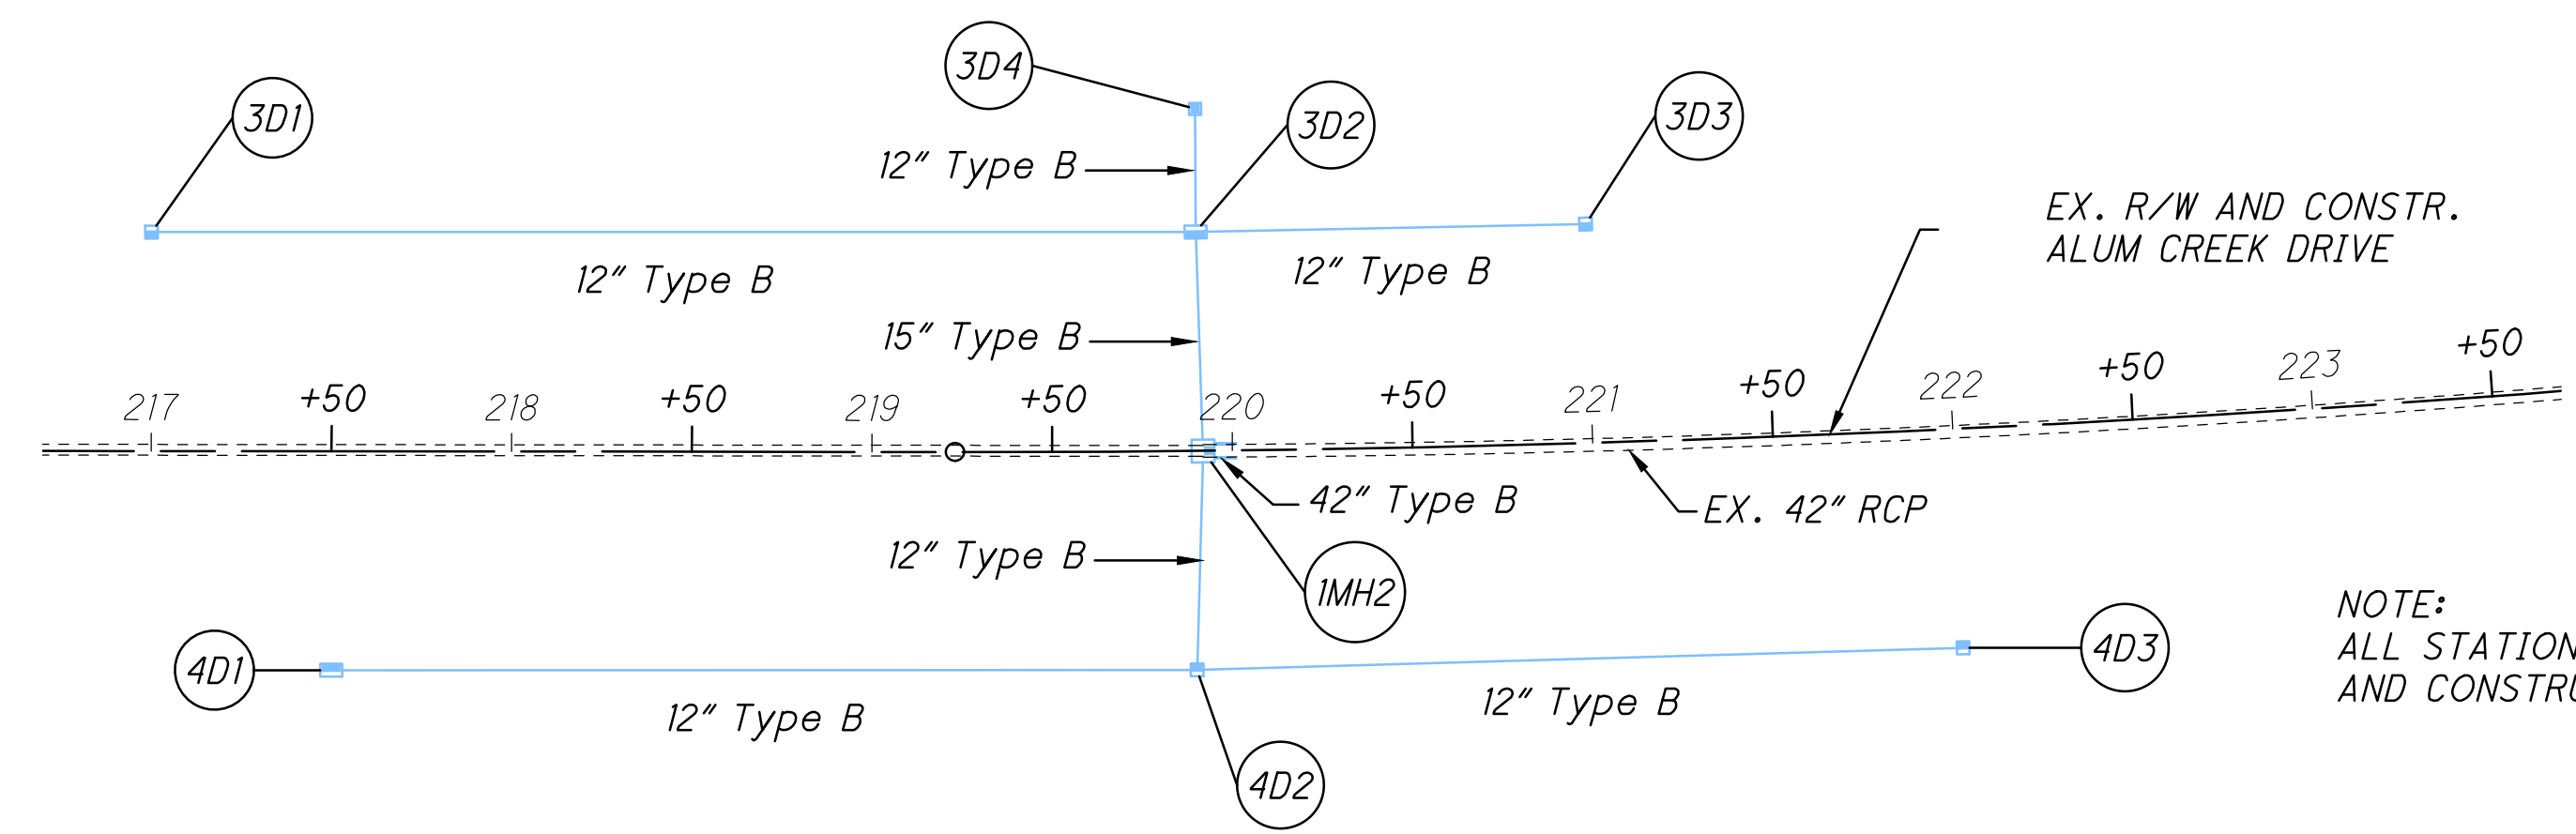 3D4
3D1
3D2
3D3
12" Type B
EX. R/W AND CONSTR.
ALUM CREEK DRIVE
12" Type B
12" Type B
15" Type B
217 +50 218 +50 219 +50 220 +50 221 +50 222 +50 223 +50
42" Type B
EX. 42" RCP
12" Type B
1MH2
NOTE:
ALL STATION
AND CONSTRU
4D1
4D3
12" Type B
12" Type B
4D2